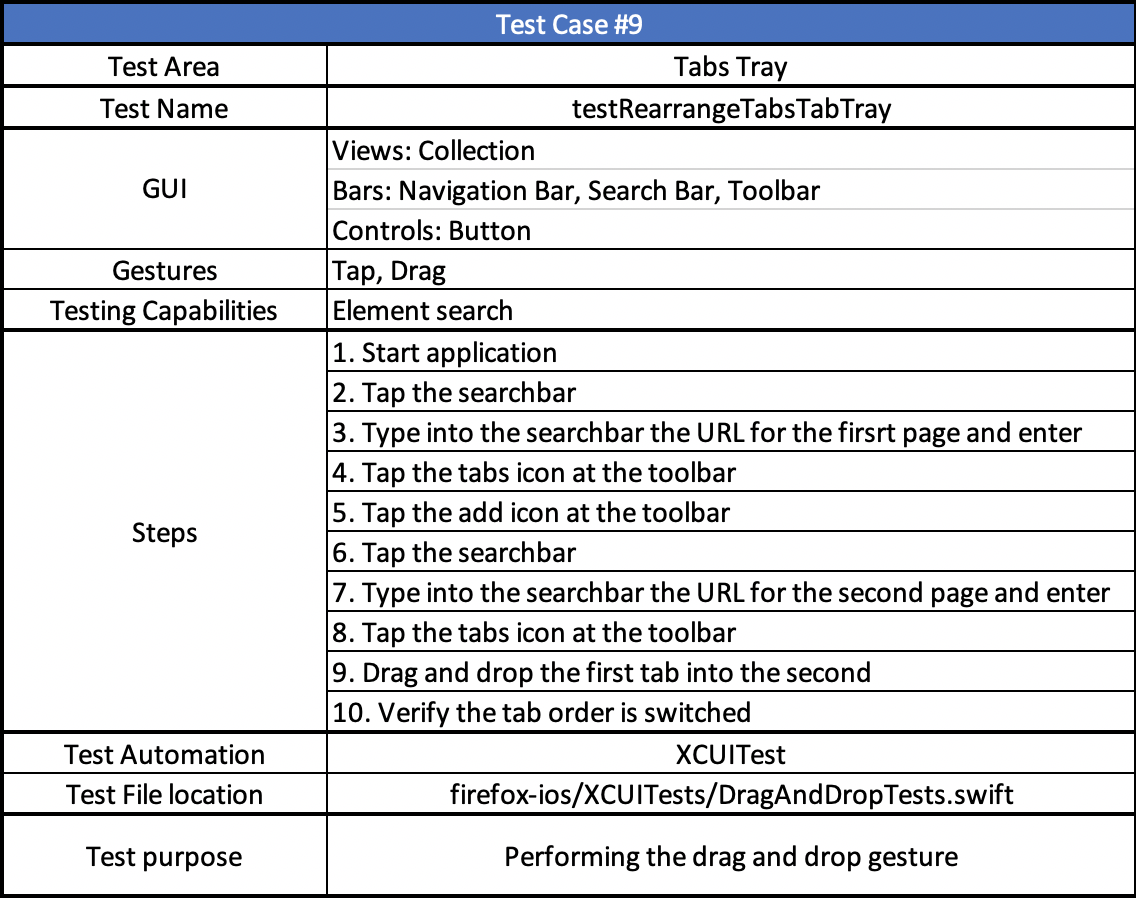 Test Case #9
Test Area
Tabs Tray
Test Name
testRearrangeTabsTabTray
GUI
Views: Collection
Bars: Navigation Bar, Search Bar, Toolbar
Controls: Button
Gestures
Tap, Drag
Testing Capabilities
Element search
Steps
1. Start application
2. Tap the searchbar
3. Type into the searchbar the URL for the firsrt page and enter
4. Tap the tabs icon at the toolbar
5. Tap the add icon at the toolbar
6. Tap the searchbar
7. Type into the searchbar the URL for the second page and enter
8. Tap the tabs icon at the toolbar
9. Drag and drop the first tab into the second
10. Verify the tab order is switched
Test Automation
XCUITest
Test File location
firefox-ios/XCUITests/DragAndDropTests.swift
Test purpose
Performing the drag and drop gesture